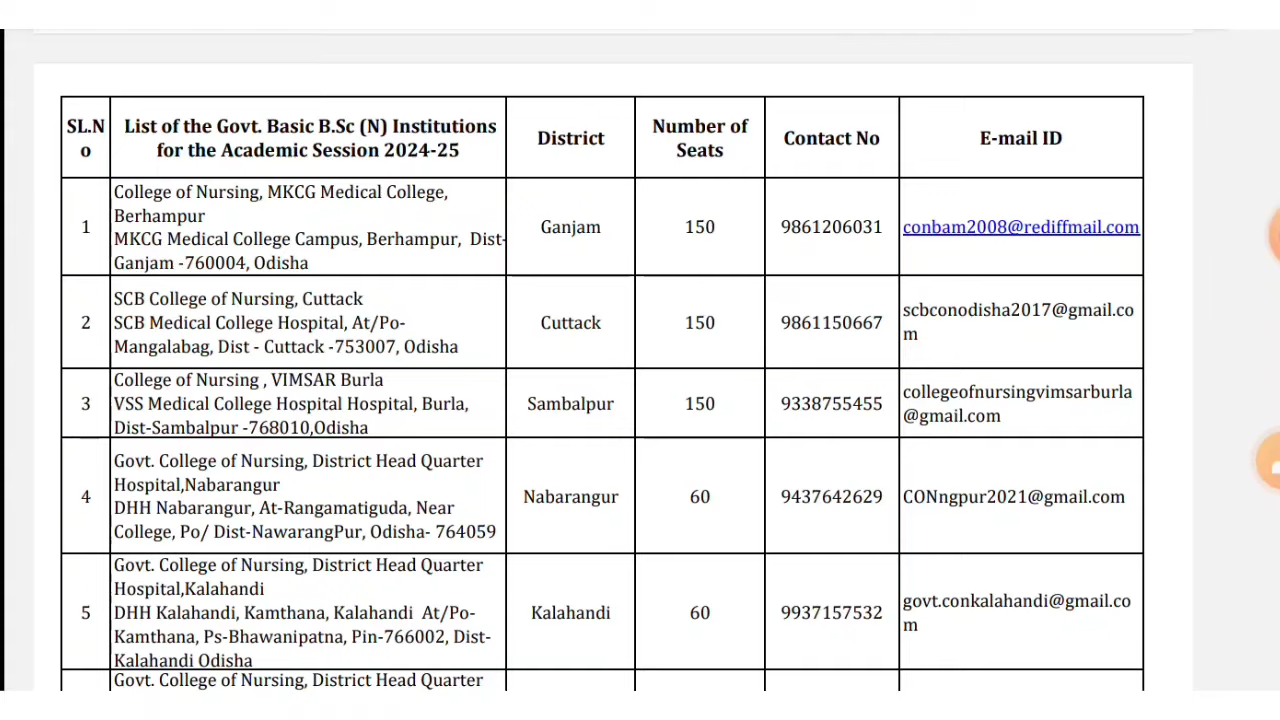 SL.N
o
List of the Govt. Basic B.Sc (N) Institutions
for the Academic Session 2024-25
District
Number of
Seats
Contact No
E-mail ID
1
College of Nursing, MKCG Medical College,
Berhampur
MKCG Medical College Campus, Berhampur, Dist-
Ganjam -760004, Odisha
Ganjam
150
9861206031
conbam2008@rediffmail.com
2
SCB College of Nursing, Cuttack
SCB Medical College Hospital, At/Po-
Mangalabag, Dist - Cuttack -753007, Odisha
Cuttack
150
9861150667
scbconodisha2017@gmail.co
m
3
College of Nursing , VIMSAR Burla
VSS Medical College Hospital Hospital, Burla,
Dist-Sambalpur -768010,Odisha
Sambalpur
150
9338755455
collegeofnursingvimsarburla
@gmail.com
4
Govt. College of Nursing, District Head Quarter
Hospital,Nabarangur
DHH Nabarangur, At-Rangamatiguda, Near
College, Po/ Dist-NawarangPur, Odisha- 764059
Nabarangur
60
9437642629
CONngpur2021@gmail.com
5
Govt. College of Nursing, District Head Quarter
Hospital,Kalahandi
DHH Kalahandi, Kamthana, Kalahandi At/Po-
Kamthana, Ps-Bhawanipatna, Pin-766002, Dist-
Kalahandi Odisha
Kalahandi
60
9937157532
govt.conkalahandi@gmail.co
m
Govt. College of Nursing, District Head Quarter